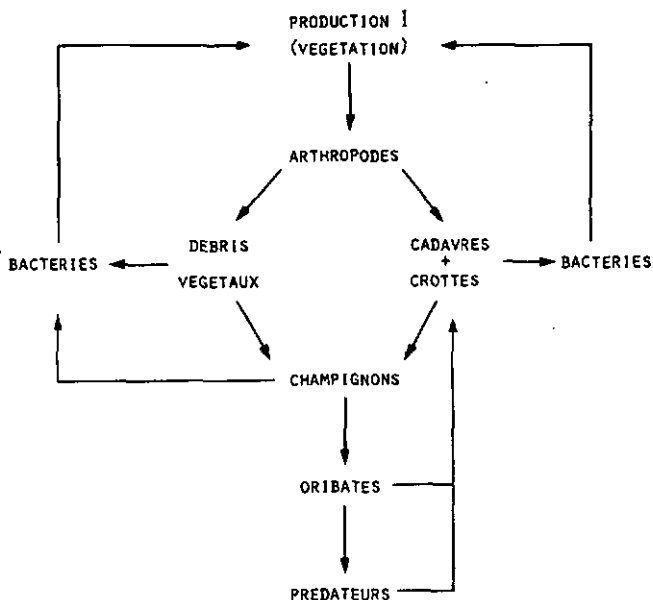 PRODUCTION I
(VEGETATION)
ARTHROPODES
DEBRIS
VEGETAUX
CADAVRES
+
CROTTES
BACTERIES
BACTERIES
CHAMPIGNONS
ORIBATES
PREDATEURS